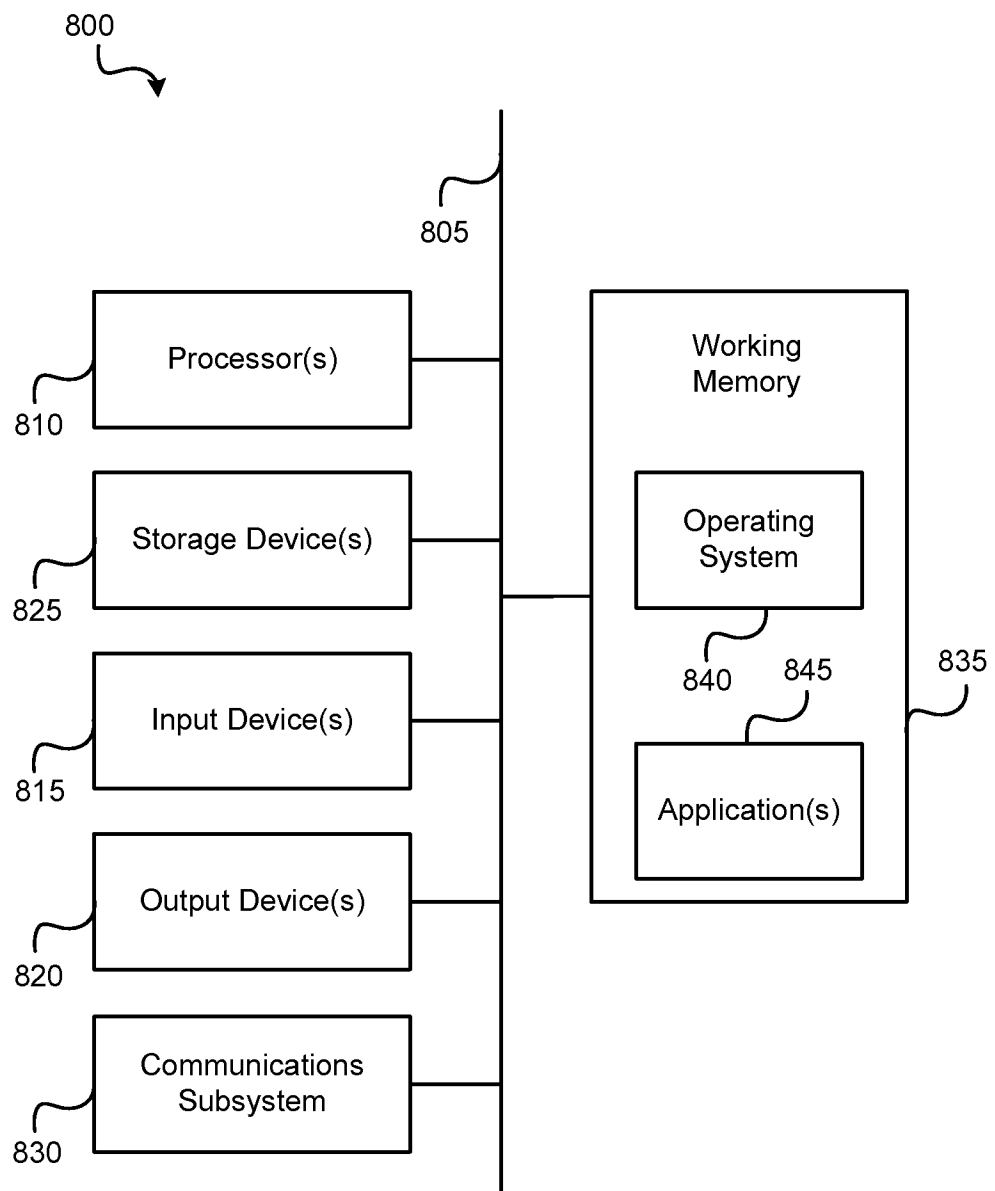 800
805
Processor(s)
810
Storage Device(s)
825
Input Device(s)
815
Output Device(s)
820
Communications
Subsystem
830
Working
Memory
Operating
System
840
845
835
Application(s)